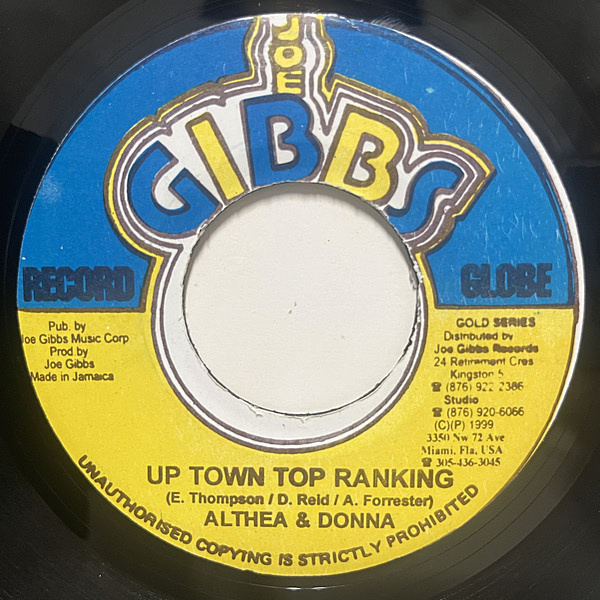 JOE
GIBBS
RECORD GLOBE
Pub. by
Joe Gibbs Music Corp
Prod by
Joe Gibbs
Made in Jamaica
GOLD SERIES
Distributed by
Joe Gibbs Records
24 Retirement Cres
Kingston 5
☎ (876) 922 2386
Studio
☎ (876) 920-6066
(C)(P) 1999
3350 Nw 72 Ave
Miami, Fla, USA
☎ 305-436-3045
UP TOWN TOP RANKING
(E. Thompson / D. Reid / A. Forrester)
ALTHEA & DONNA
UNAUTHORISED COPYING IS STRICTLY PROHIBITED